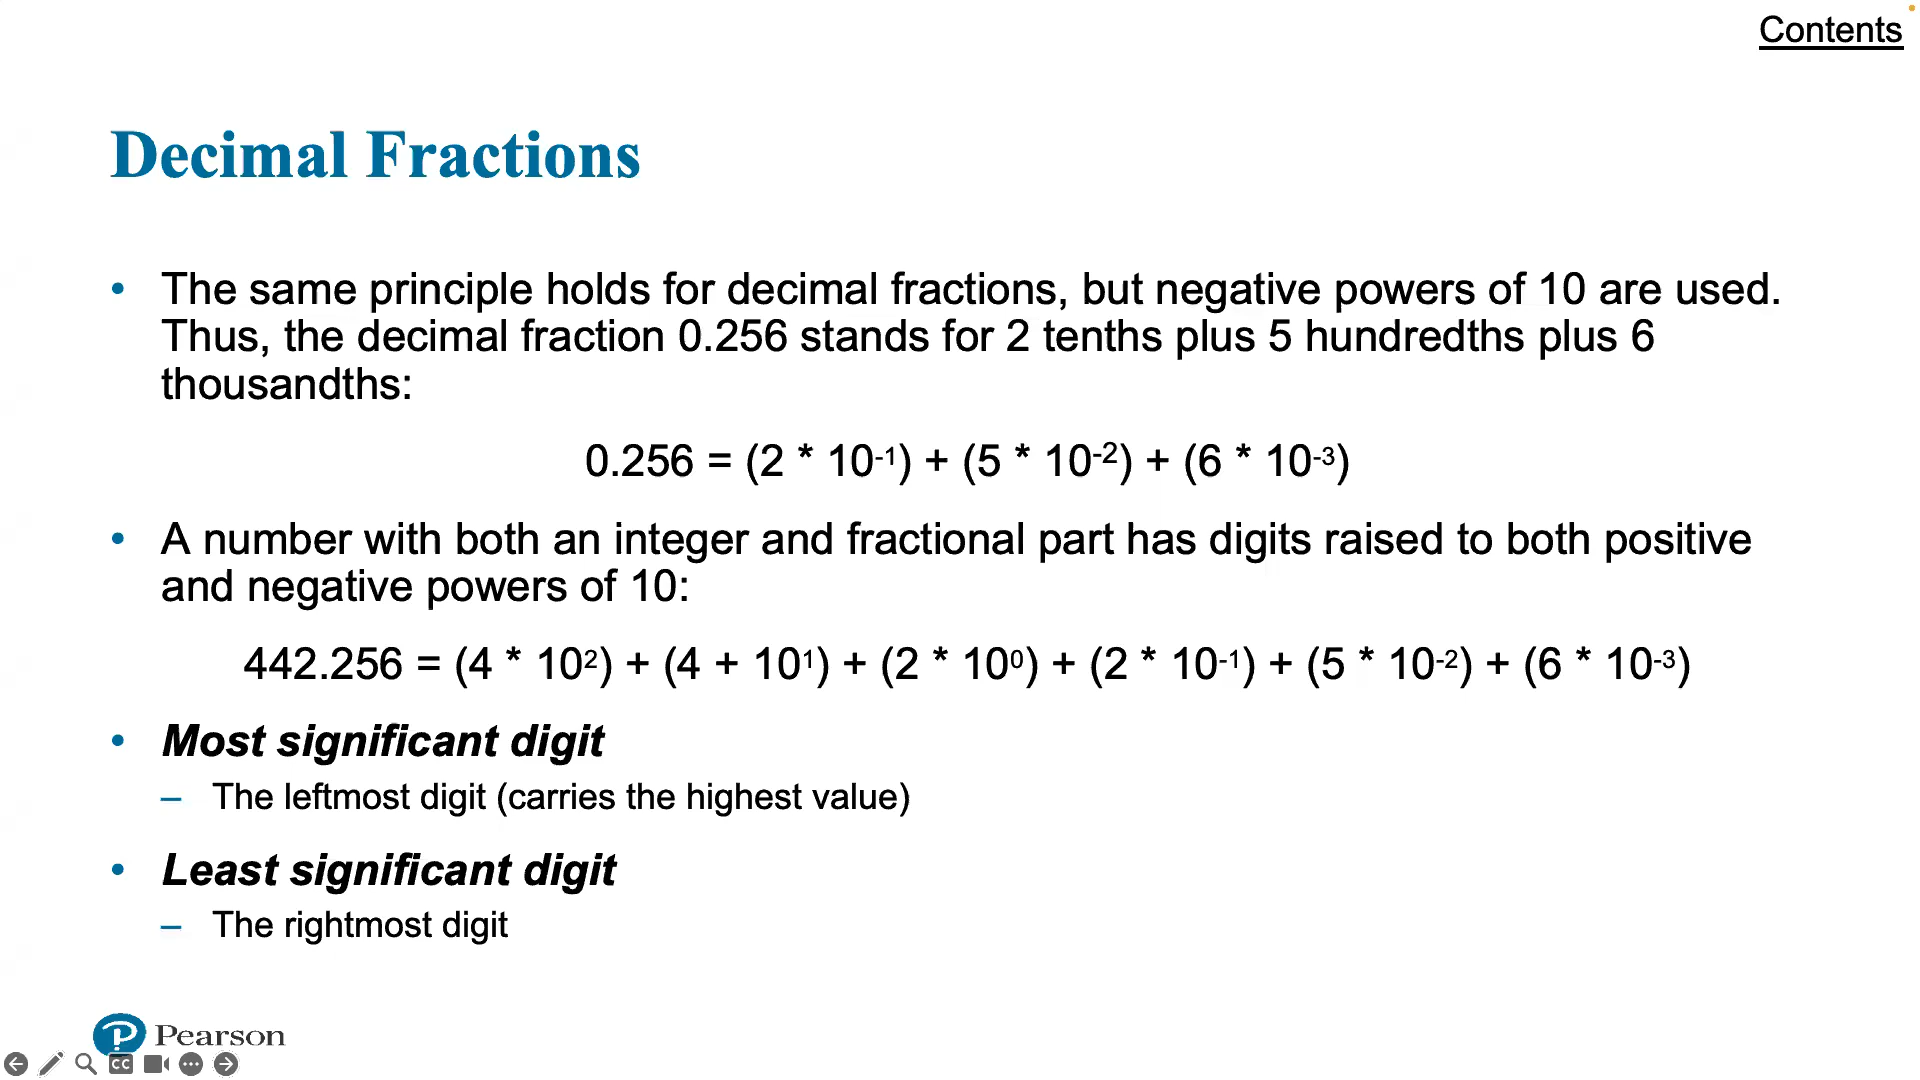 Contents
Decimal Fractions
• The same principle holds for decimal fractions, but negative powers of 10 are used.
Thus, the decimal fraction 0.256 stands for 2 tenths plus 5 hundredths plus 6
thousandths:
0.256 = (2 * 10⁻¹) + (5 * 10⁻²) + (6 * 10⁻³)
• A number with both an integer and fractional part has digits raised to both positive
and negative powers of 10:
442.256 = (4 * 10²) + (4 + 10¹) + (2 * 10⁰) + (2 * 10⁻¹) + (5 * 10⁻²) + (6 * 10⁻³)
• Most significant digit
– The leftmost digit (carries the highest value)
• Least significant digit
– The rightmost digit
P Pearson
CC